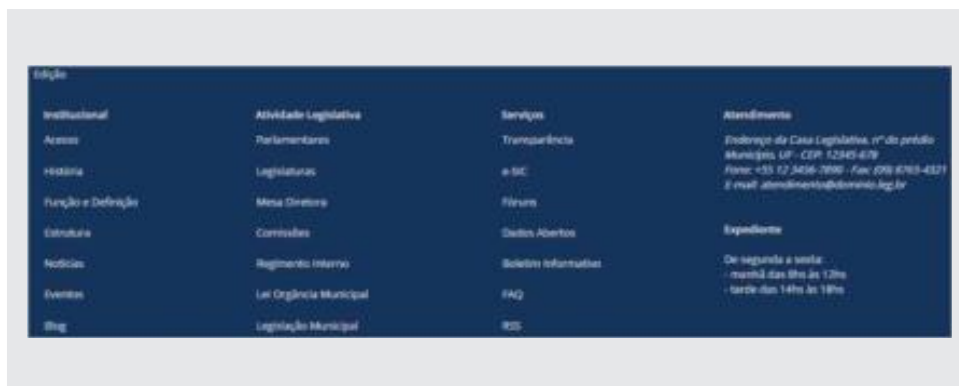 Edição
Institucional
Acesso
História
Função e Definição
Estrutura
Notícias
Eventos
Blog
Atividade Legislativa
Parlamentares
Legislaturas
Mesa Diretora
Comissões
Regimento Interno
Lei Orgância Municipal
Legislação Municipal
Serviços
Transparência
e-SIC
Fóruns
Dados Abertos
Boletim Informativo
FAQ
RSS
Atendimento
Endereço da Casa Legislativa, nº do prédio
Município, UF - CEP: 12345-678
Fone: +55 12 3456-7890 - Fax: (09) 8765-4321
E-mail: atendimento@dominio.leg.br
Expediente
De segunda a sexta:
- manhã das 8hs às 12hs
- tarde das 14hs às 18hs